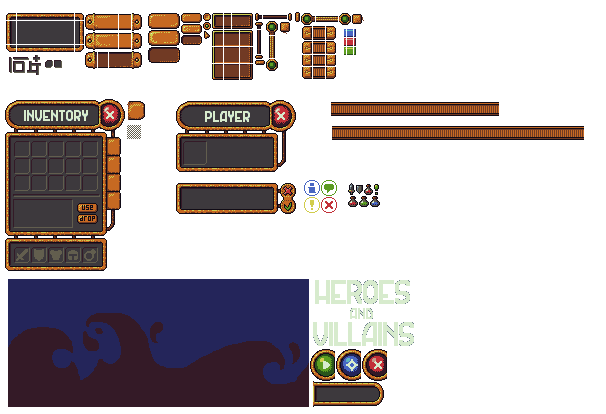 INVENTORY
PLAYER
use
drop
HEROES
AND
VILLAINS